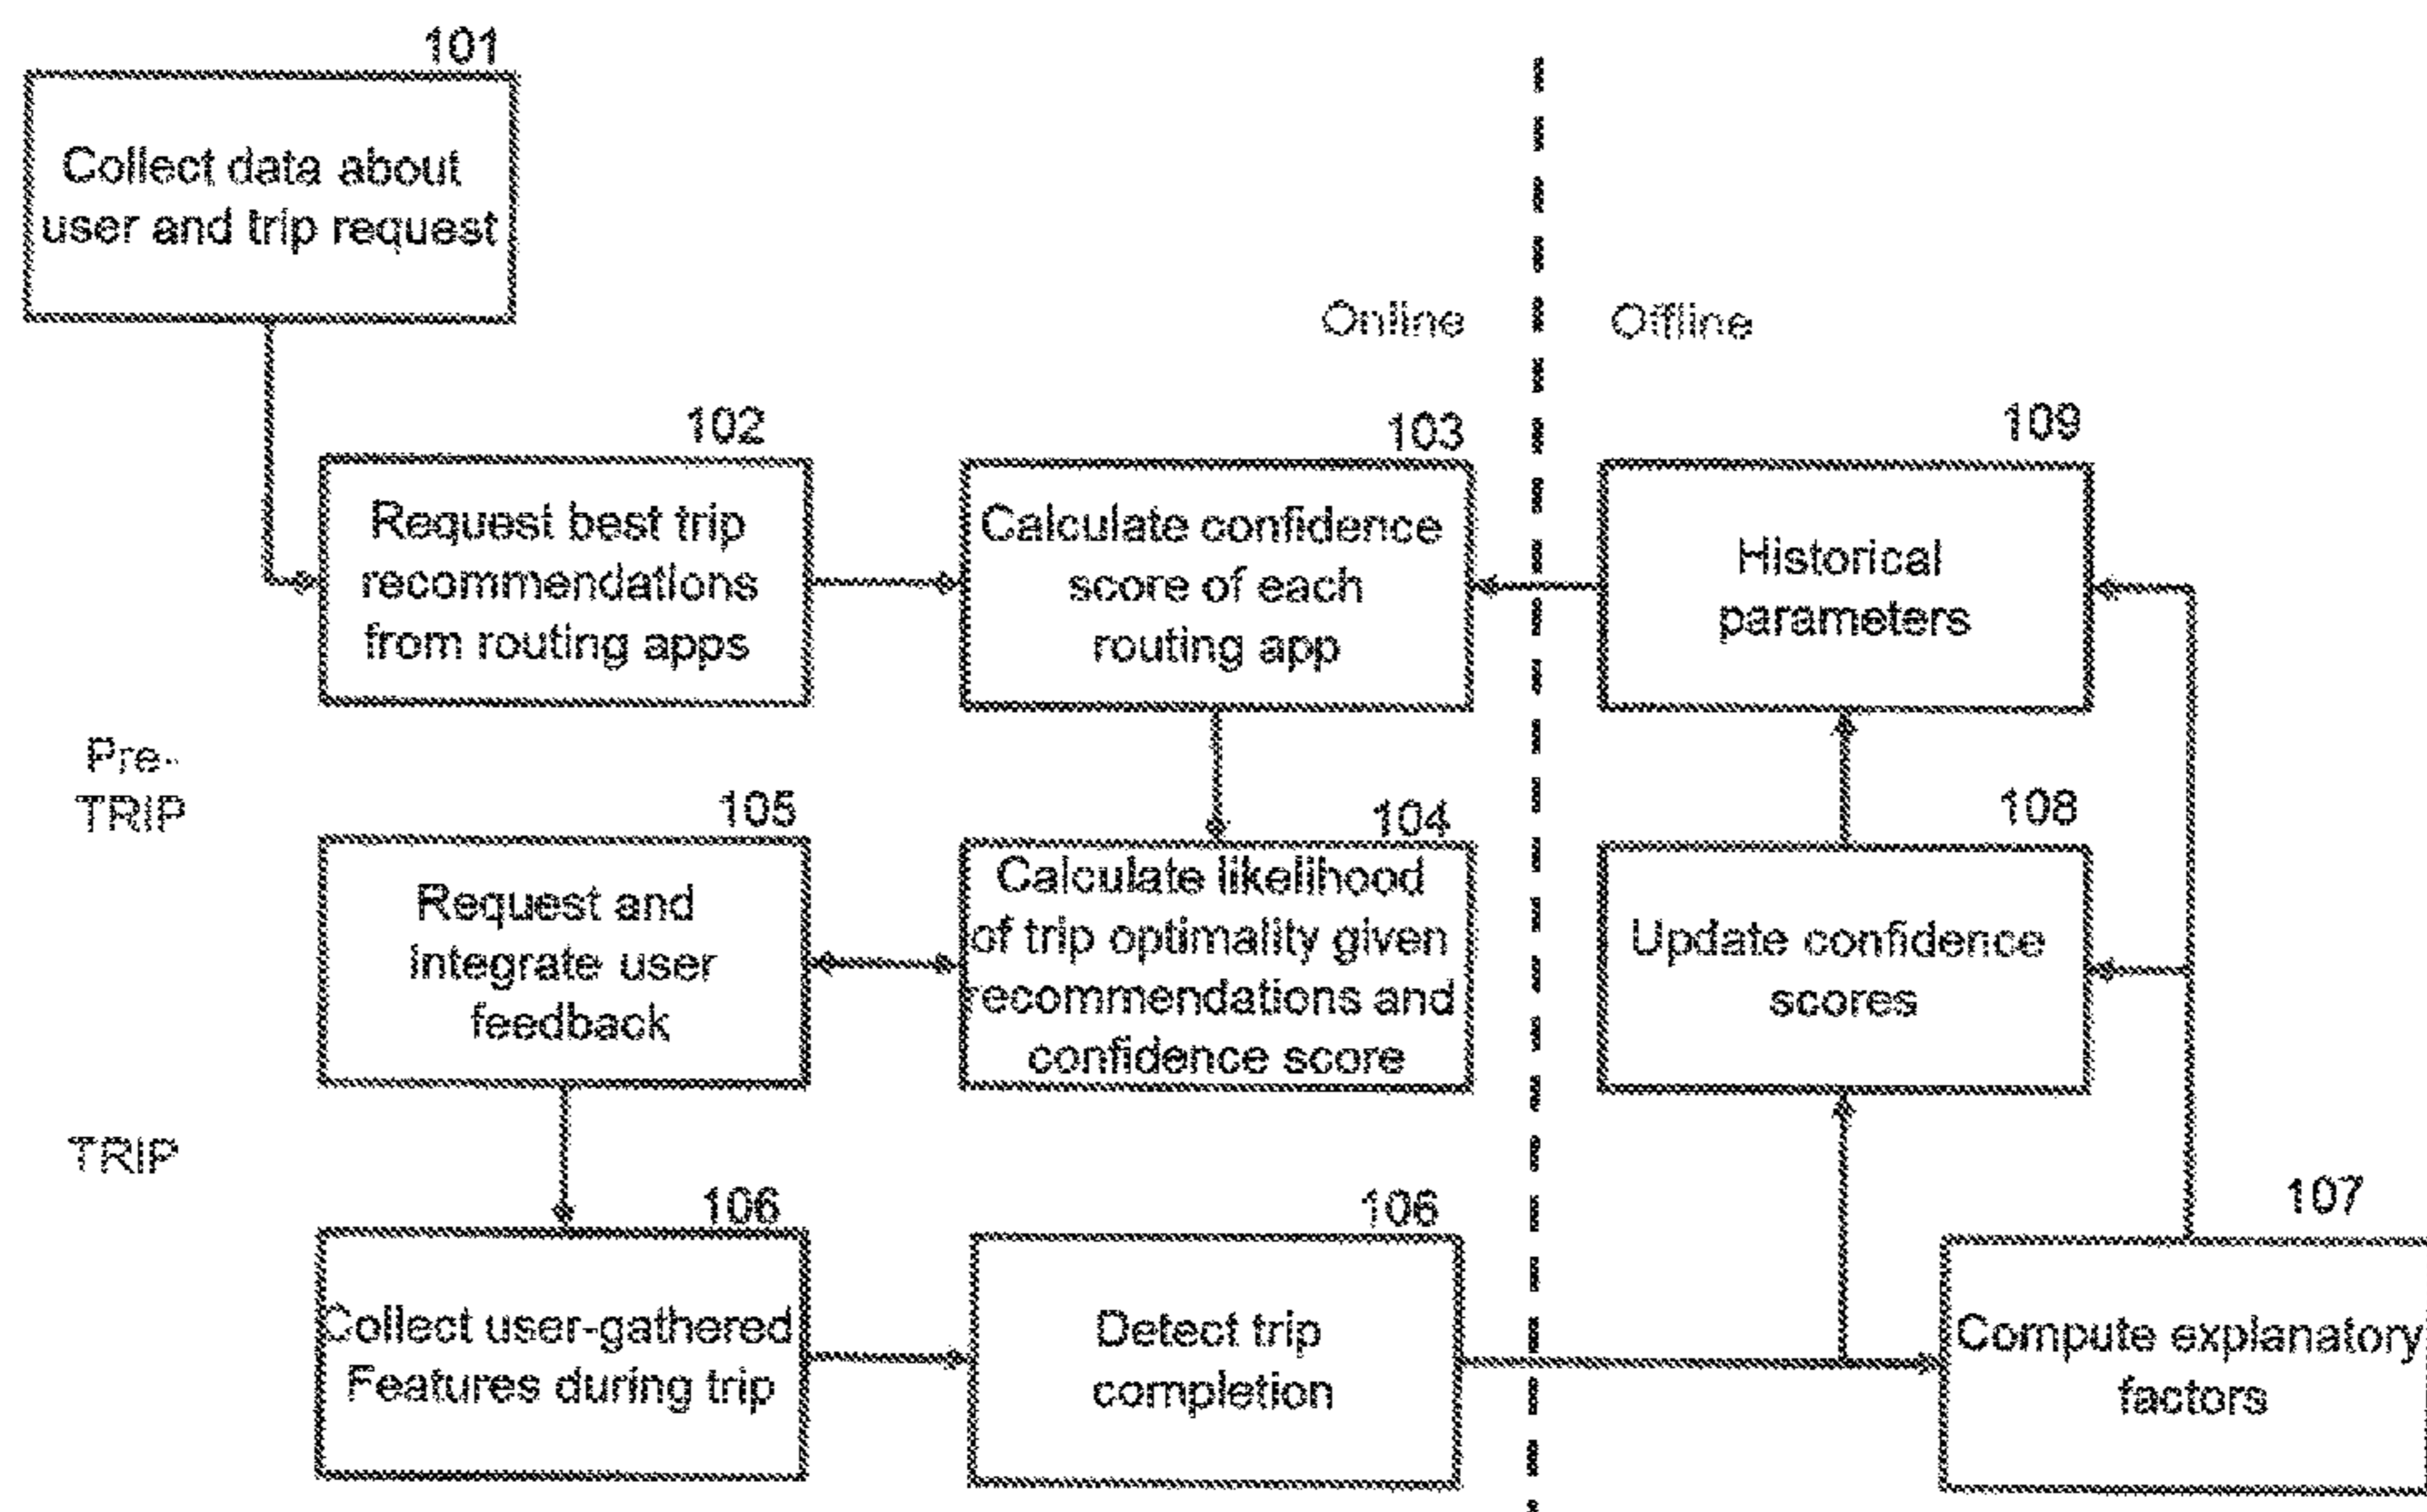 101
Collect data about
user and trip request
Online
Offline
102
Request best trip
recommendations
from routing apps
103
Calculate confidence
score of each
routing app
109
Historical
parameters
Pre-
TRIP
105
Request and
integrate user
feedback
104
Calculate likelihood
of trip optimality given
recommendations and
confidence score
108
Update confidence
scores
TRIP
106
Collect user-gathered
Features during trip
106
Detect trip
completion
107
Compute explanatory
factors